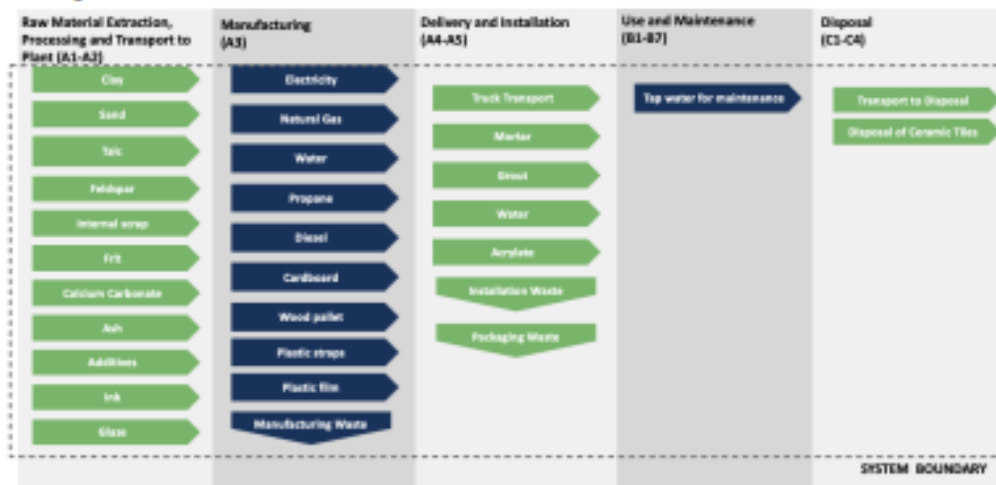 Raw Material Extraction,
Processing and Transport to
Plant (A1-A2)
Clay
Sand
Talc
Feldspar
Internal scrap
Frit
Calcium Carbonate
Ash
Additives
Ink
Glaze
Manufacturing
(A3)
Electricity
Natural Gas
Water
Propane
Diesel
Cardboard
Wood pallet
Plastic straps
Plastic film
Manufacturing Waste
Delivery and Installation
(A4-A5)
Truck Transport
Mortar
Grout
Water
Acrylate
Installation Waste
Packaging Waste
Use and Maintenance
(B1-B7)
Tap water for maintenance
Disposal
(C1-C4)
Transport to Disposal
Disposal of Ceramic Tiles
SYSTEM BOUNDARY